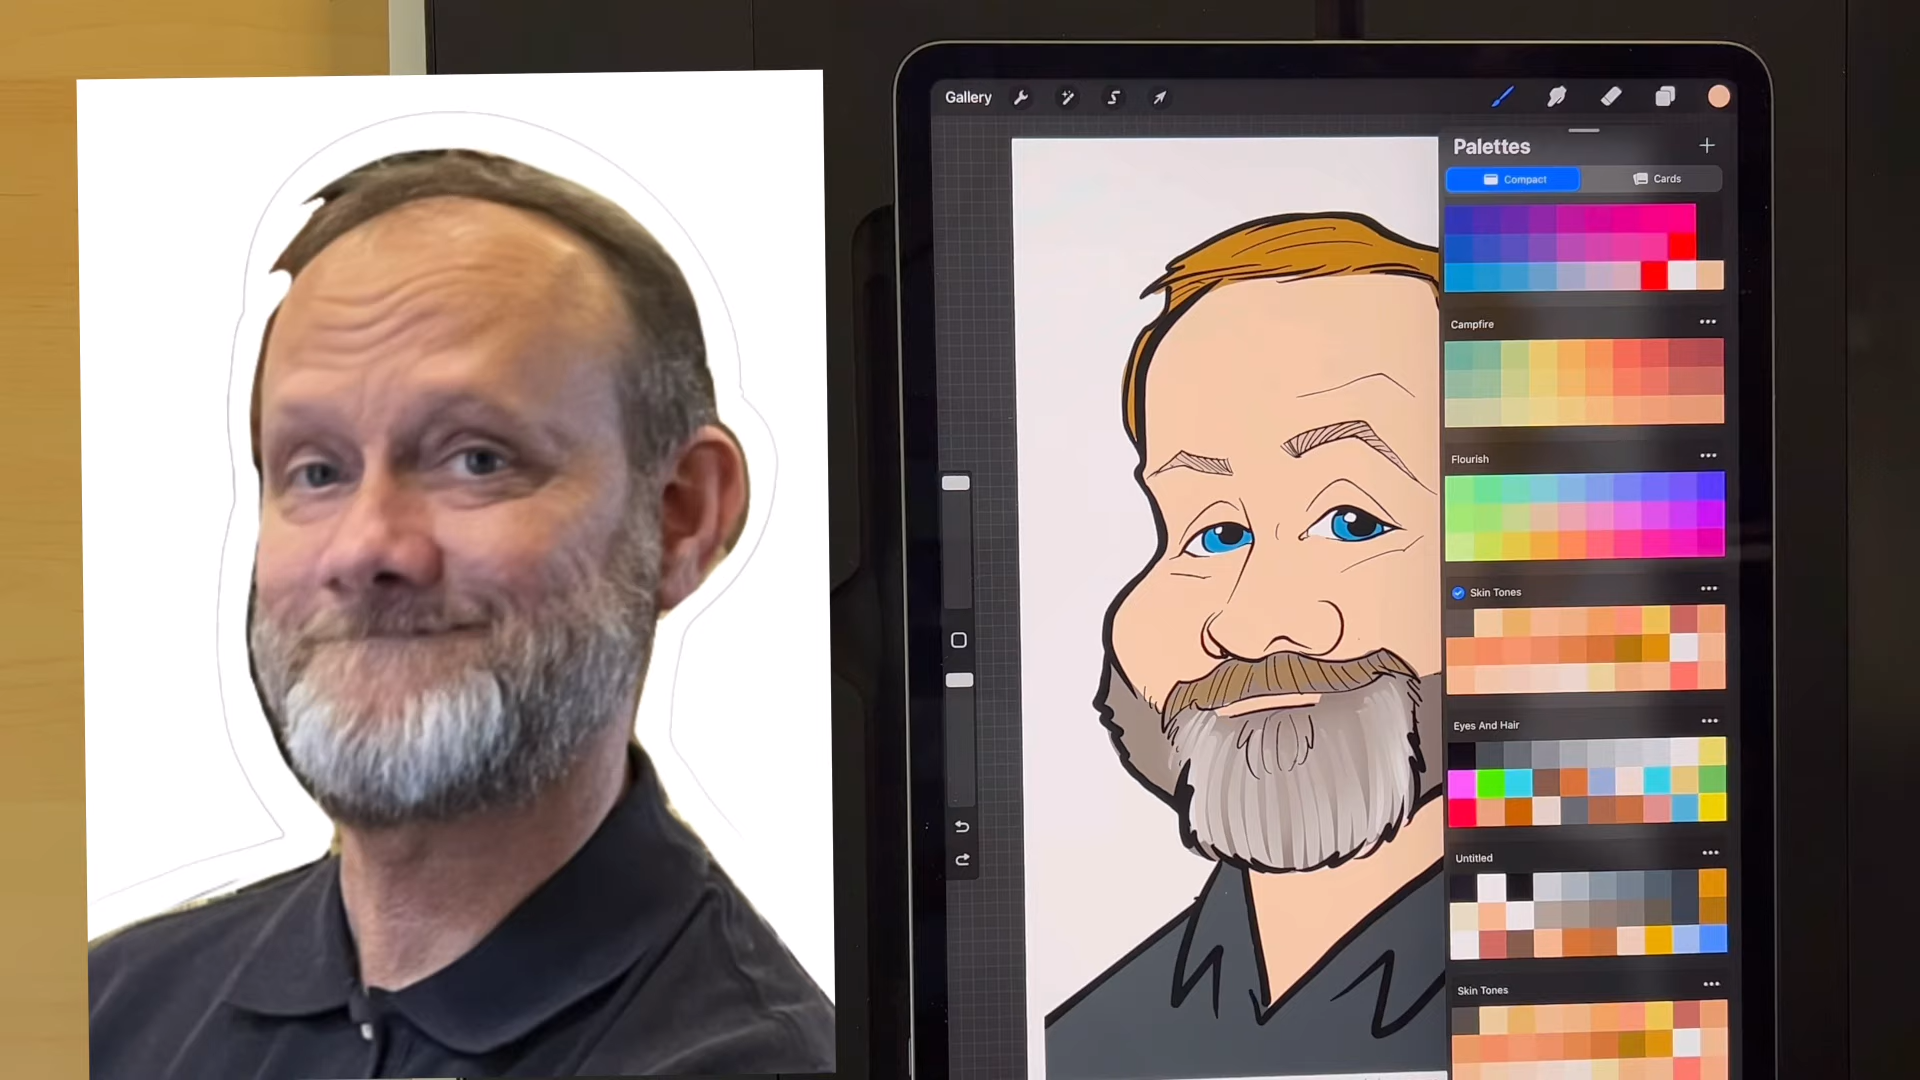 Gallery
Palettes
Compact
Cards
Campfire
Flourish
Skin Tones
Eyes And Hair
Untitled
Skin Tones